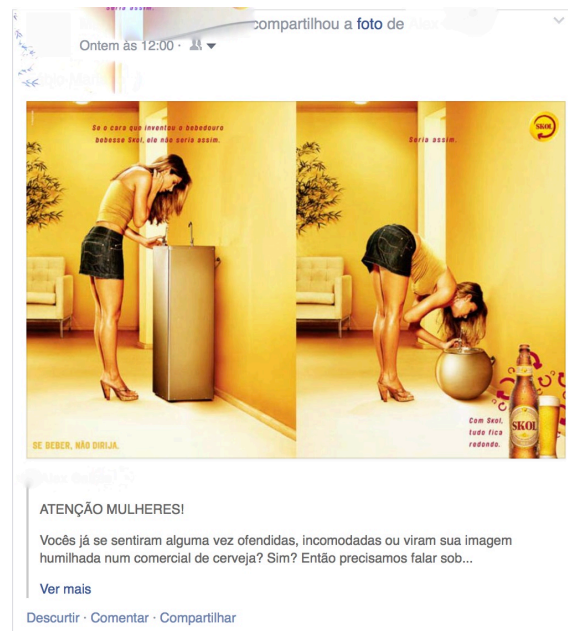 Seria assim.
compartilhou a foto de
Ontem às 12:00 ·
Se o cara que inventou o bebedouro
bebesse Skol, ele não seria assim.
Seria assim.
SKOL
SKOL
Com Skol,
tudo fica
redondo.
SE BEBER, NÃO DIRIJA.
ATENÇÃO MULHERES!
Vocês já se sentiram alguma vez ofendidas, incomodadas ou viram sua imagem
humilhada num comercial de cerveja? Sim? Então precisamos falar sob...
Ver mais
Descurtir · Comentar · Compartilhar